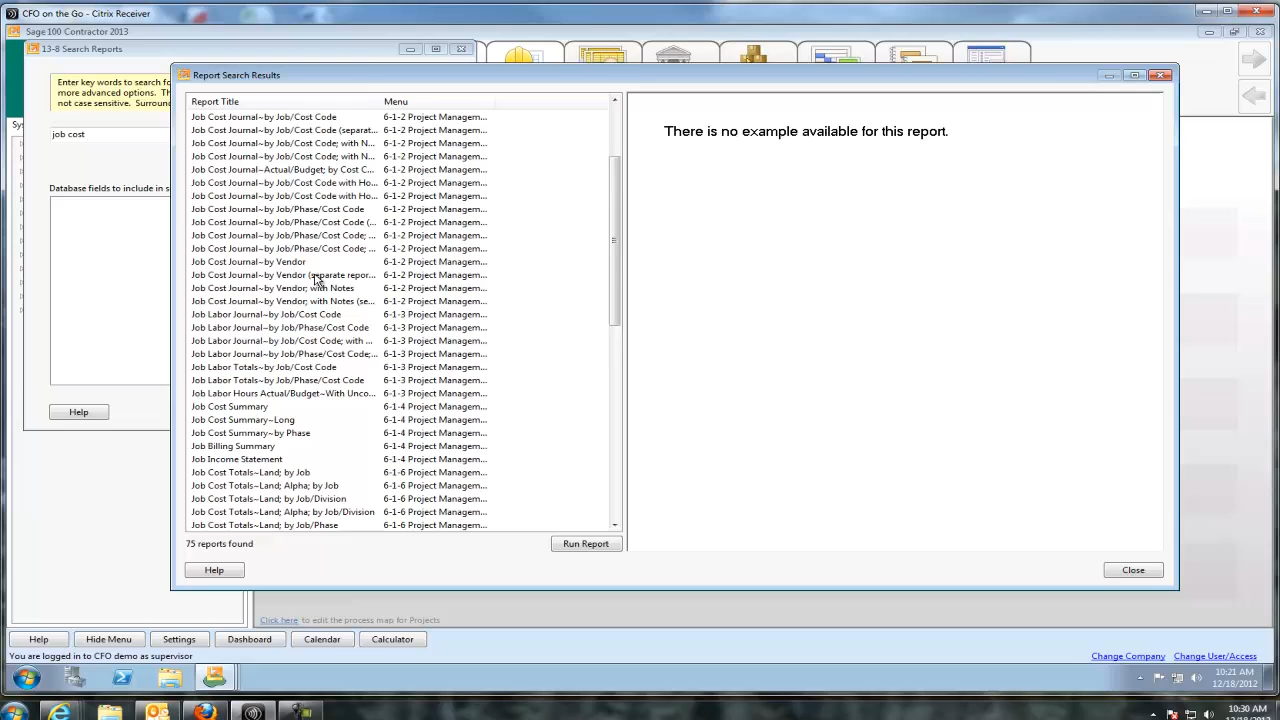 CFO on the Go - Citrix Receiver
Sage 100 Contractor 2013
13-8 Search Reports
Enter key words to search fo
more advanced options. Th
not case sensitive. Surroun
Sys
job cost
Database fields to include in s
Help
Report Search Results
Report Title Menu
Job Cost Journal~by Job/Cost Code 6-1-2 Project Managem...
Job Cost Journal~by Job/Cost Code (separat... 6-1-2 Project Managem...
Job Cost Journal~by Job/Cost Code; with N... 6-1-2 Project Managem...
Job Cost Journal~by Job/Cost Code; with N... 6-1-2 Project Managem...
Job Cost Journal~Actual/Budget; by Cost C... 6-1-2 Project Managem...
Job Cost Journal~by Job/Cost Code with Ho... 6-1-2 Project Managem...
Job Cost Journal~by Job/Cost Code with Ho... 6-1-2 Project Managem...
Job Cost Journal~by Job/Phase/Cost Code 6-1-2 Project Managem...
Job Cost Journal~by Job/Phase/Cost Code (... 6-1-2 Project Managem...
Job Cost Journal~by Job/Phase/Cost Code; ... 6-1-2 Project Managem...
Job Cost Journal~by Job/Phase/Cost Code; ... 6-1-2 Project Managem...
Job Cost Journal~by Vendor 6-1-2 Project Managem...
Job Cost Journal~by Vendor (separate repor... 6-1-2 Project Managem...
Job Cost Journal~by Vendor; with Notes 6-1-2 Project Managem...
Job Cost Journal~by Vendor; with Notes (se... 6-1-2 Project Managem...
Job Labor Journal~by Job/Cost Code 6-1-3 Project Managem...
Job Labor Journal~by Job/Phase/Cost Code 6-1-3 Project Managem...
Job Labor Journal~by Job/Cost Code; with ... 6-1-3 Project Managem...
Job Labor Journal~by Job/Phase/Cost Code;... 6-1-3 Project Managem...
Job Labor Totals~by Job/Cost Code 6-1-3 Project Managem...
Job Labor Totals~by Job/Phase/Cost Code 6-1-3 Project Managem...
Job Labor Hours Actual/Budget~With Unco... 6-1-3 Project Managem...
Job Cost Summary 6-1-4 Project Managem...
Job Cost Summary~Long 6-1-4 Project Managem...
Job Cost Summary~by Phase 6-1-4 Project Managem...
Job Billing Summary 6-1-4 Project Managem...
Job Income Statement 6-1-4 Project Managem...
Job Cost Totals~Land; by Job 6-1-6 Project Managem...
Job Cost Totals~Land; Alpha; by Job 6-1-6 Project Managem...
Job Cost Totals~Land; by Job/Division 6-1-6 Project Managem...
Job Cost Totals~Land; Alpha; by Job/Division 6-1-6 Project Managem...
Job Cost Totals~Land; by Job/Phase 6-1-6 Project Managem...
There is no example available for this report.
75 reports found
Run Report
Help
Close
Click here to edit the process map for Projects
Help Hide Menu Settings Dashboard Calendar Calculator
You are logged in to CFO demo as supervisor
Change Company Change User/Access
10:21 AM
12/18/2012
10:30 AM